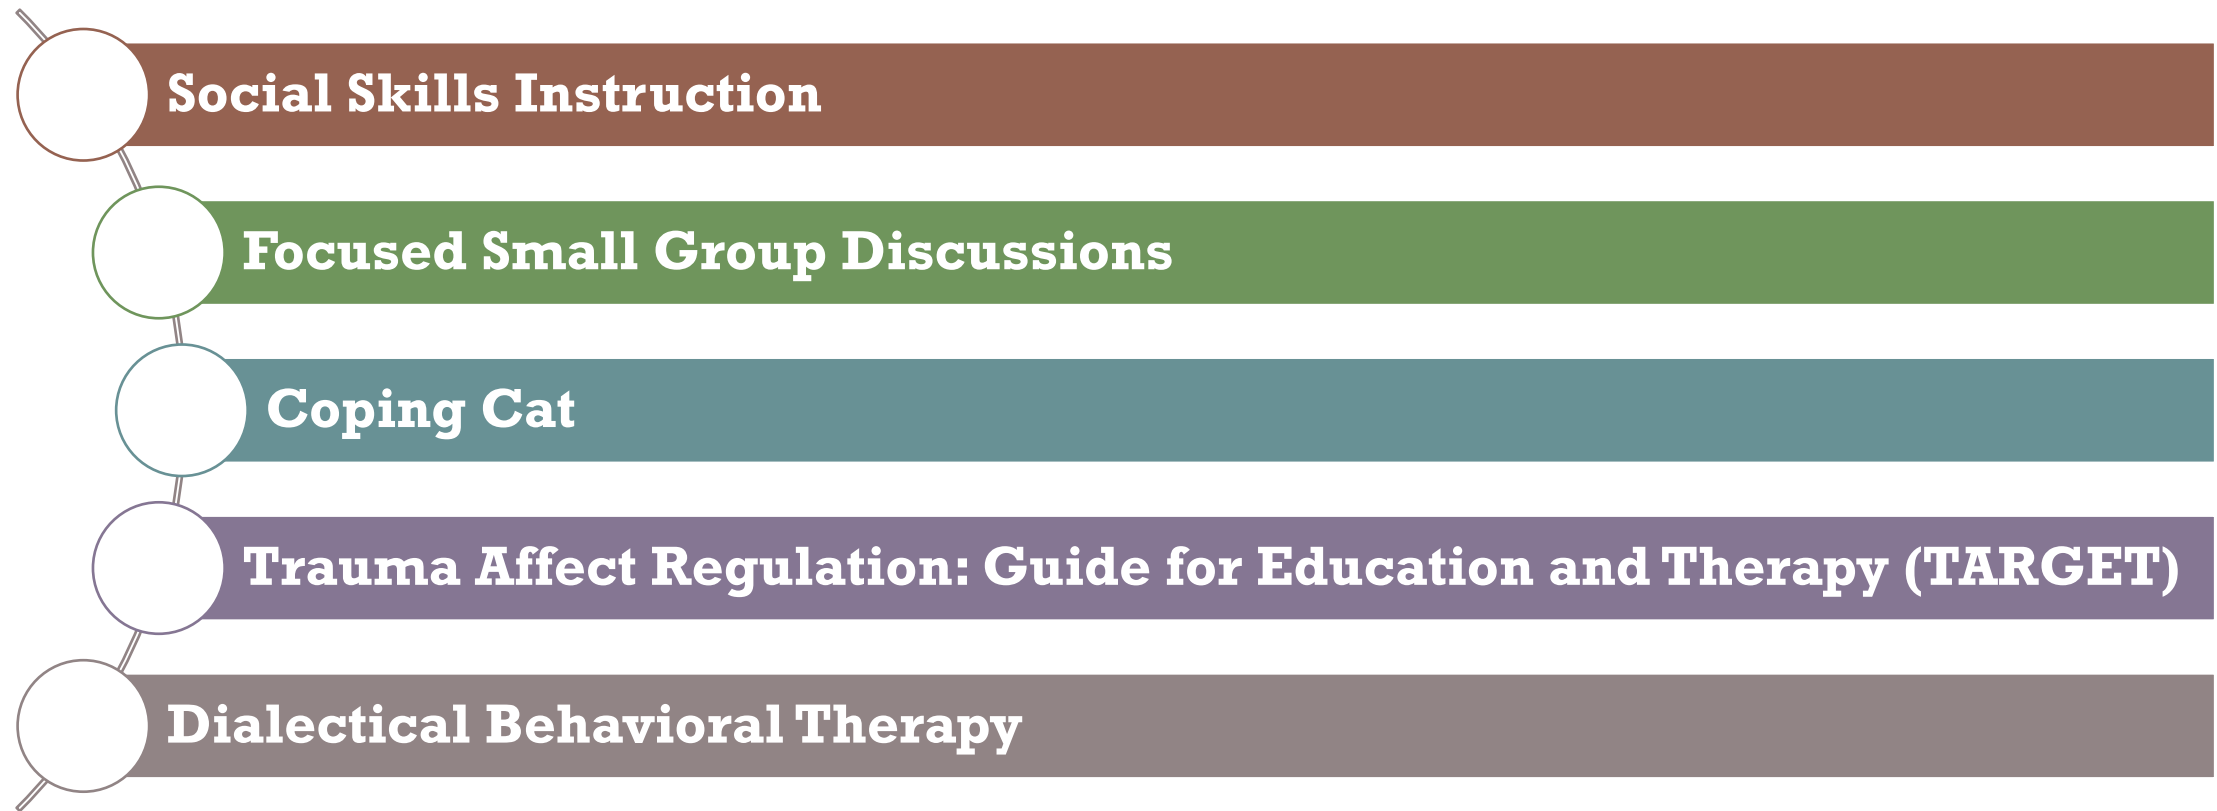 Social Skills Instruction
Focused Small Group Discussions
Coping Cat
Trauma Affect Regulation: Guide for Education and Therapy (TARGET)
Dialectical Behavioral Therapy